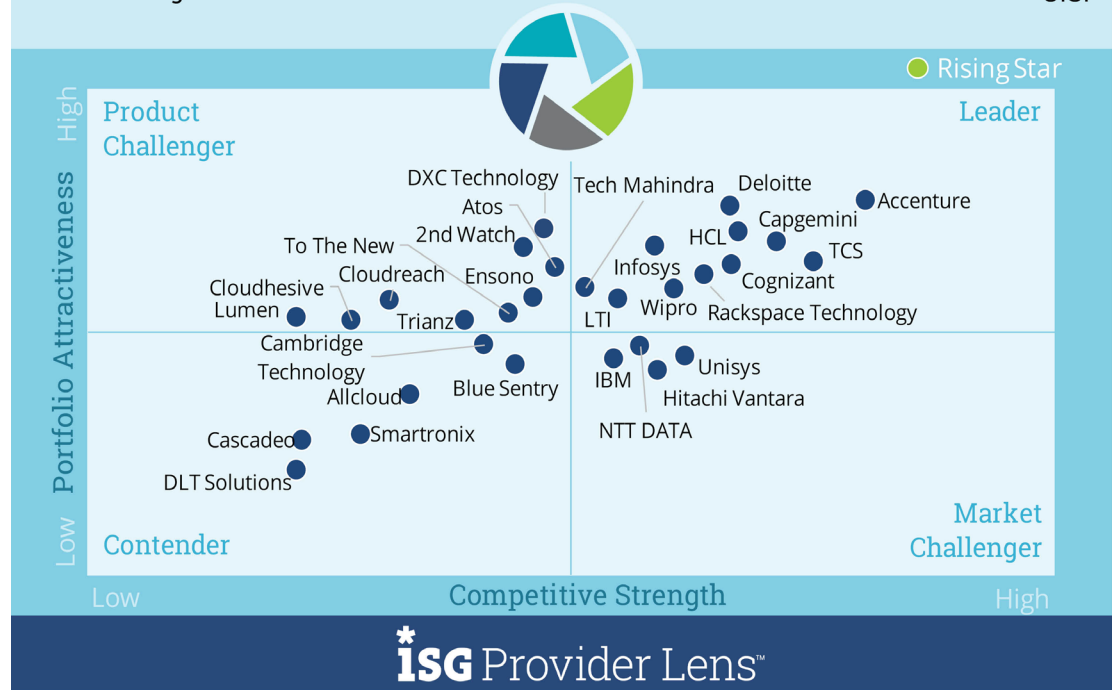 Rising Star
High
Product
Challenger
Leader
DXC Technology
Tech Mahindra
Deloitte
Accenture
Atos
Capgemini
2nd Watch
HCL
To The New
TCS
Cloudreach
Ensono
Infosys
Cognizant
Cloudhesive
Lumen
Trianz
LTI
Wipro
Rackspace Technology
Cambridge
Technology
Blue Sentry
IBM
Unisys
Allcloud
Hitachi Vantara
NTT DATA
Cascadeo
Smartronix
DLT Solutions
Portfolio Attractiveness
Low
Contender
Market
Challenger
Low
Competitive Strength
High
ISG Provider Lens™